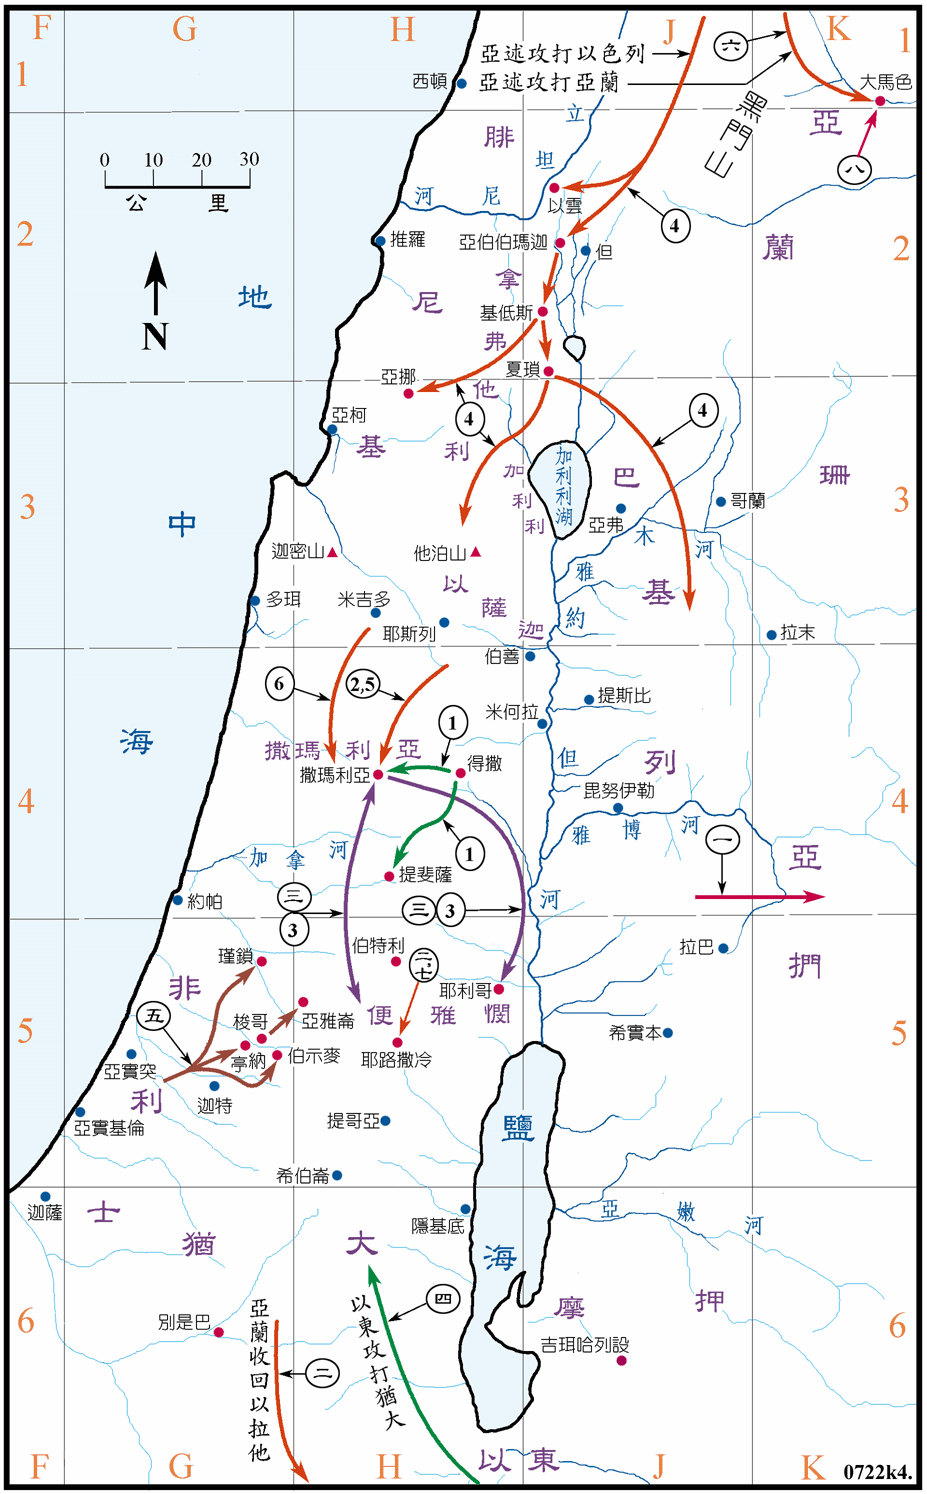 F G H J K
1 1
亞述攻打以色列
亞述攻打亞蘭
六
西頓
大馬色
黑門山
立坦尼河
腓尼基
亞蘭
八
0 10 20 30
公 里
以雲
4
2 2
推羅
亞伯伯瑪迦
但
N
地中海
拿弗他利
基低斯
夏瑣
亞挪
4
4
亞柯
加利利
加利利湖
巴珊
3 3
亞弗
哥蘭
雅木河
迦密山
他泊山
以薩迦
基列
多珥
米吉多
耶斯列
約但河
拉末
伯善
6
2,5
提斯比
米何拉
1
撒瑪利亞
撒瑪利亞
得撒
毘努伊勒
4 4
雅博河
加拿河
1
一
提斐薩
亞捫
約帕
三
3
三 3
伯特利
二,七
拉巴
瑾鎖
耶利哥
便雅憫
非利士
亞雅崙
五
梭哥
5 5
亭納
伯示麥
耶路撒冷
希實本
亞實突
迦特
亞實基倫
提哥亞
鹽海
希伯崙
迦薩
隱基底
亞嫩河
猶大
四
摩押
6 6
別是巴
亞蘭收回以拉他
二
以東攻打猶大
吉珥哈列設
以東
F G H J K
0722k4.